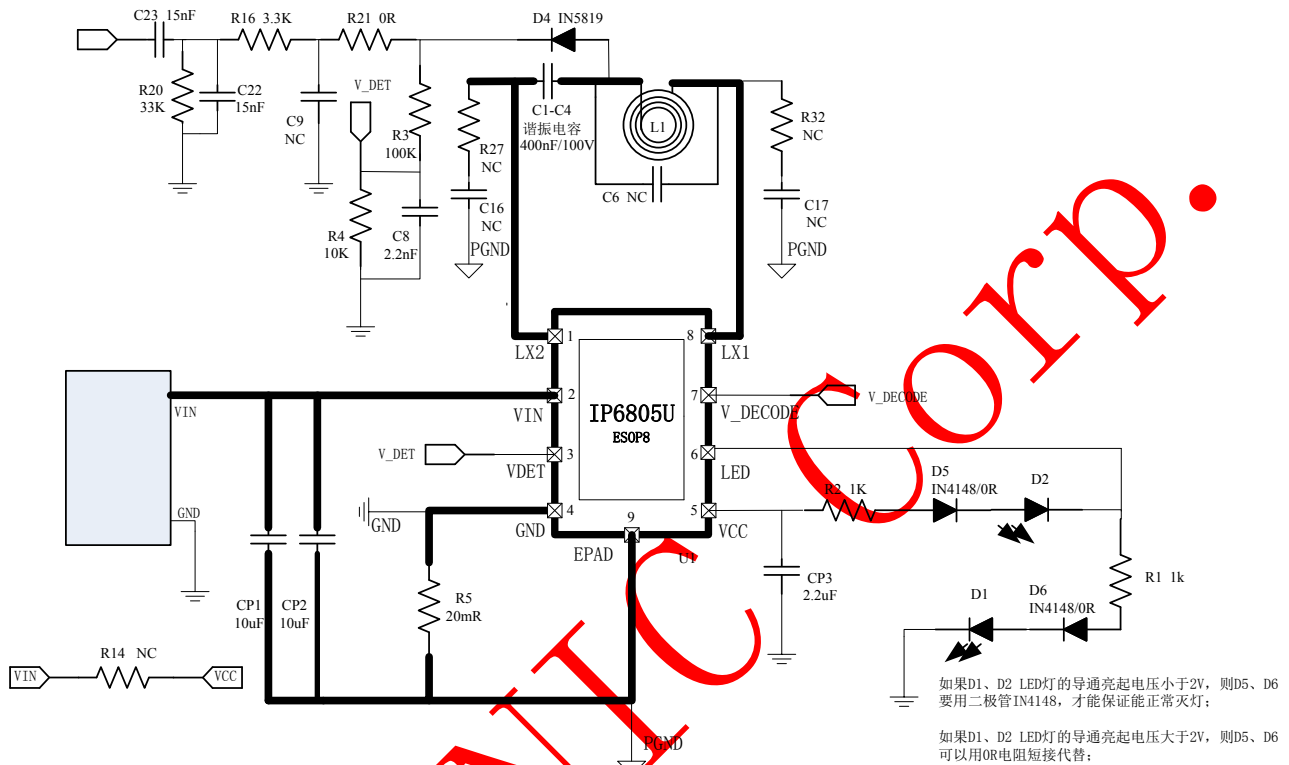 C23 15nF
R16 3.3K
R21 0R
D4 IN5819
R20
33K
C22
15nF
C9
NC
V_DET
R3
100K
R4
10K
C8
2.2nF
R27
NC
C16
NC
PGND
C1-C4
谐振电容
400nF/100V
L1
C6 NC
R32
NC
C17
NC
PGND
LX2
1
8
LX1
VIN
VIN
2
IP6805U
ESOP8
7
V_DECODE
V_DECODE
V_DET
VDET
3
6
LED
GND
GND
GND
4
5
VCC
9
EPAD
U1
R2 1K
D5
IN4148/0R
D2
CP1
10uF
CP2
10uF
R5
20mR
CP3
2.2uF
R1 1k
D1
D6
IN4148/0R
VIN
R14 NC
VCC
PGND
如果D1、D2 LED灯的导通亮起电压小于2V, 则D5、D6
要用二极管IN4148, 才能保证能正常灭灯;
如果D1、D2 LED灯的导通亮起电压大于2V, 则D5、D6
可以用0R电阻短接代替;
Corp.